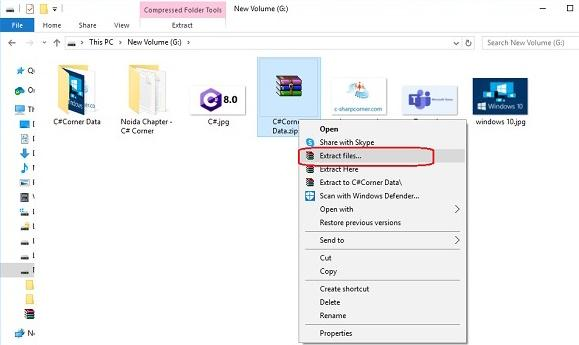 Compressed Folder Tools
New Volume (G:)
File
Home
Share
View
Extract
This PC
New Volume (G:)
Search New Volume (G:)
C#Corner Data
Noida Chapter -
C# Corner
8.0
C#.jpg
C#Corner
Data.zip
c-sharpcorner.com
Windows 10
windows 10.jpg
Open
Share with Skype
Extract files...
Extract Here
Extract to C#Corner Data\
Scan with Windows Defender...
Open with
Restore previous versions
Send to
Cut
Copy
Create shortcut
Delete
Rename
Properties